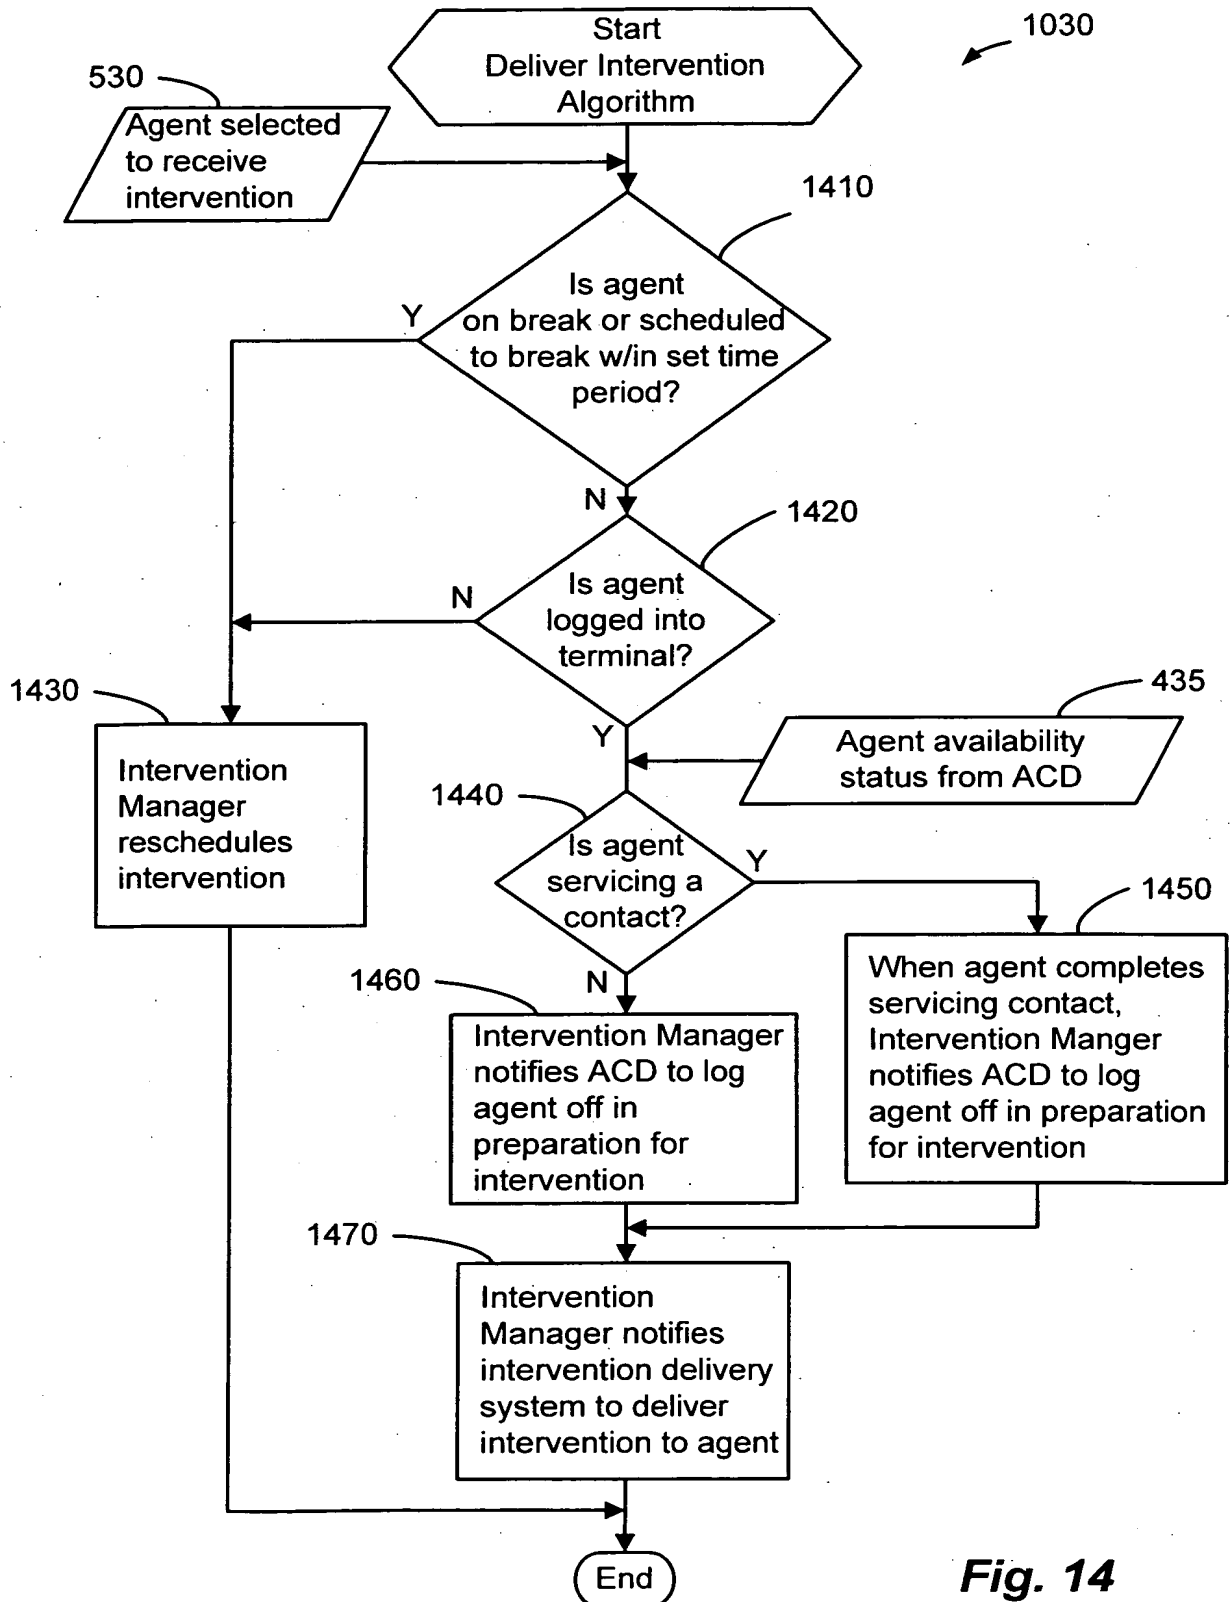 Start
Deliver Intervention
Algorithm
1030
530
Agent selected
to receive
intervention
1410
Is agent
on break or scheduled
to break w/in set time
period?
Y
N
1420
Is agent
logged into
terminal?
N
Y
1430
Intervention
Manager
reschedules
intervention
435
Agent availability
status from ACD
1440
Is agent
servicing a
contact?
Y
N
1450
When agent completes
servicing contact,
Intervention Manger
notifies ACD to log
agent off in preparation
for intervention
1460
Intervention Manager
notifies ACD to log
agent off in
preparation for
intervention
1470
Intervention
Manager notifies
intervention delivery
system to deliver
intervention to agent
End
Fig. 14